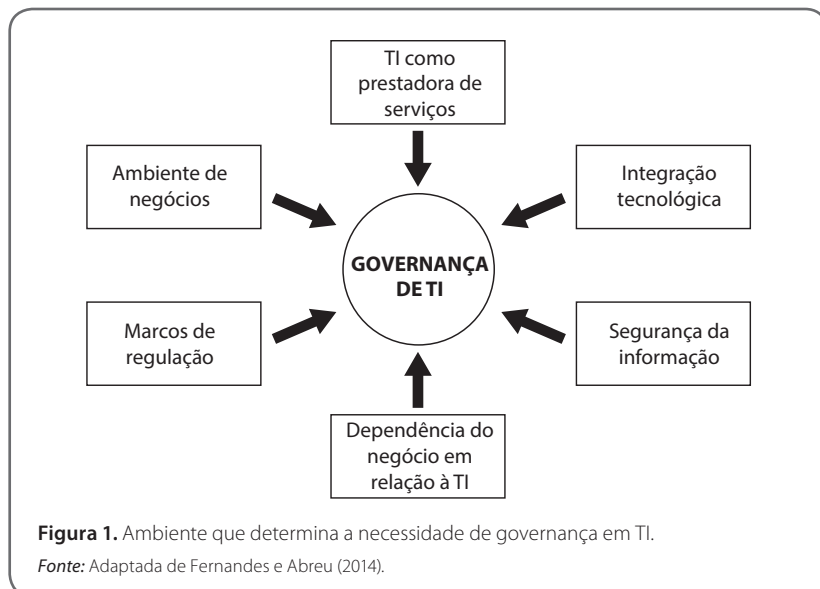 TI como
prestadora de
serviços
Ambiente de
negócios
Integração
tecnológica
GOVERNANÇA
DE TI
Marcos de
regulação
Segurança da
informação
Dependência do
negócio em
relação à TI
Figura 1. Ambiente que determina a necessidade de governança em TI.
Fonte: Adaptada de Fernandes e Abreu (2014).